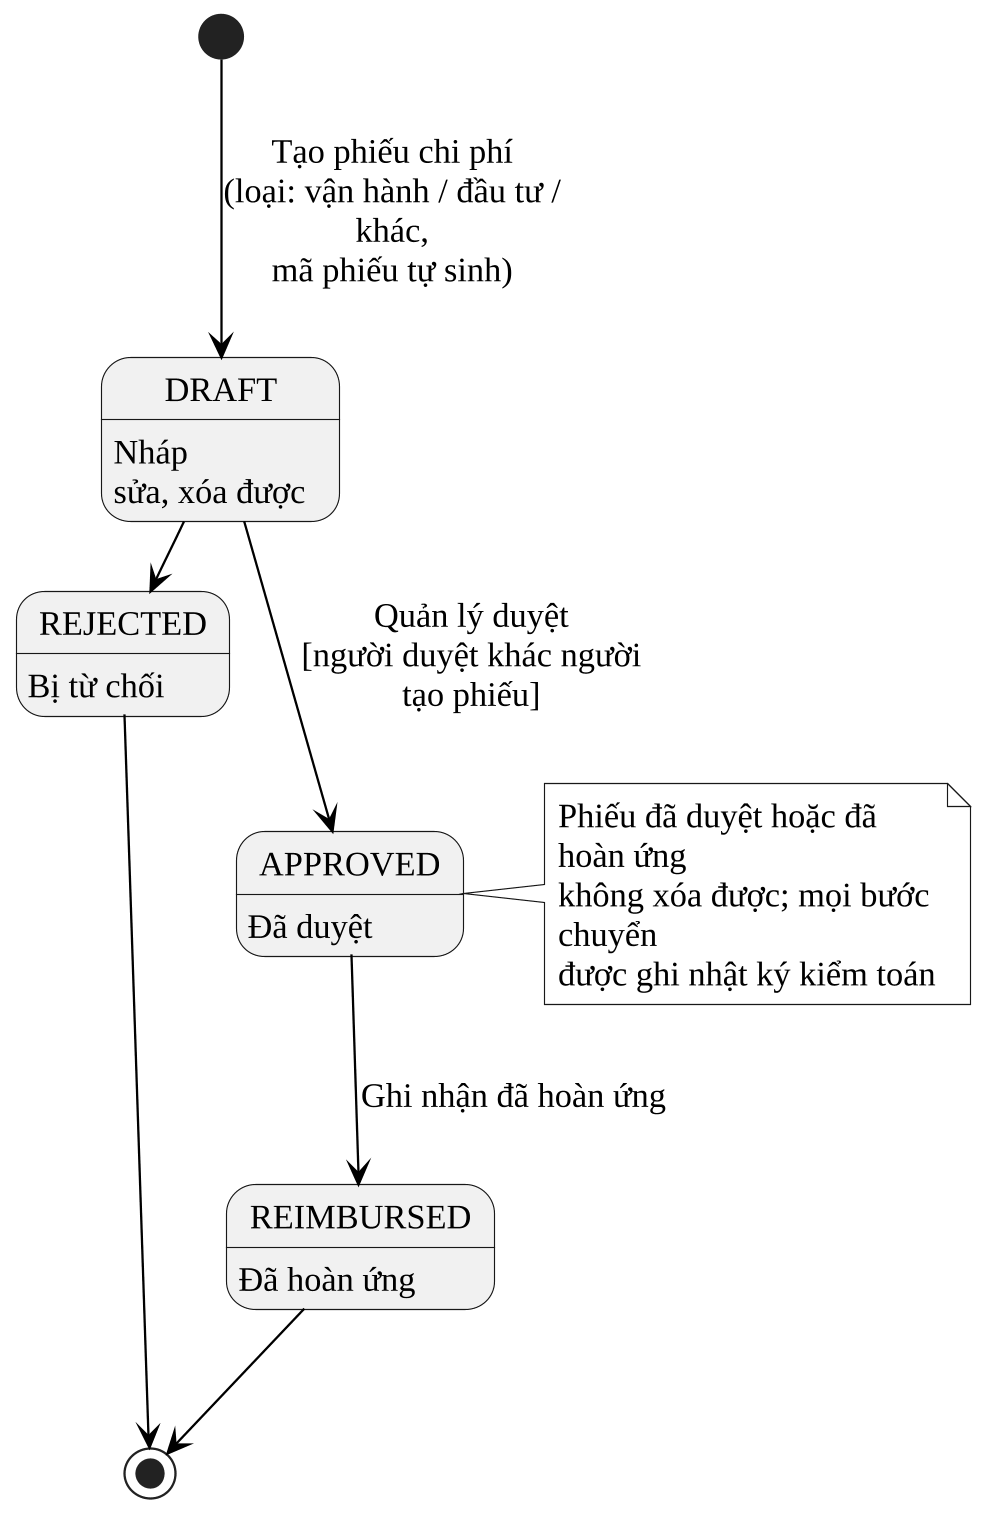 Tạo phiếu chi phí
(loại: vận hành / đầu tư /
khác,
mã phiếu tự sinh)
DRAFT
Nháp
sửa, xóa được
REJECTED
Bị từ chối
Quản lý duyệt
[người duyệt khác người
tạo phiếu]
APPROVED
Đã duyệt
Phiếu đã duyệt hoặc đã
hoàn ứng
không xóa được; mọi bước
chuyển
được ghi nhật ký kiểm toán
Ghi nhận đã hoàn ứng
REIMBURSED
Đã hoàn ứng